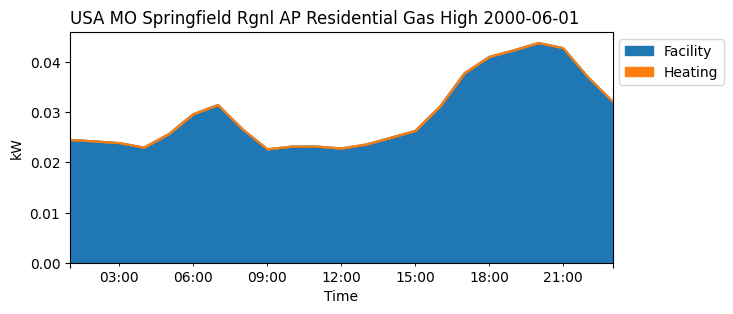 USA MO Springfield Rgnl AP Residential Gas High 2000-06-01
0.04
0.03
0.02
0.01
0.00
kW
03:00 06:00 09:00 12:00 15:00 18:00 21:00
Time
Facility
Heating